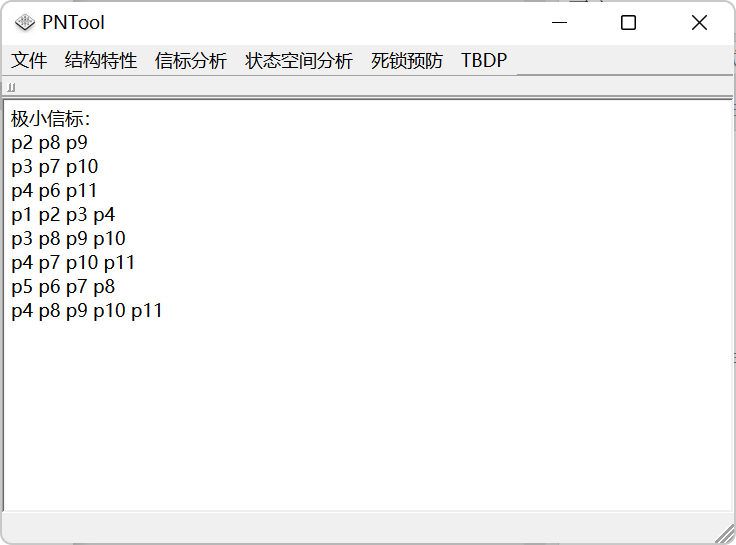 PNTool
文件 结构特性 信标分析 状态空间分析 死锁预防 TBDP
极小信标:
p2 p8 p9
p3 p7 p10
p4 p6 p11
p1 p2 p3 p4
p3 p8 p9 p10
p4 p7 p10 p11
p5 p6 p7 p8
p4 p8 p9 p10 p11